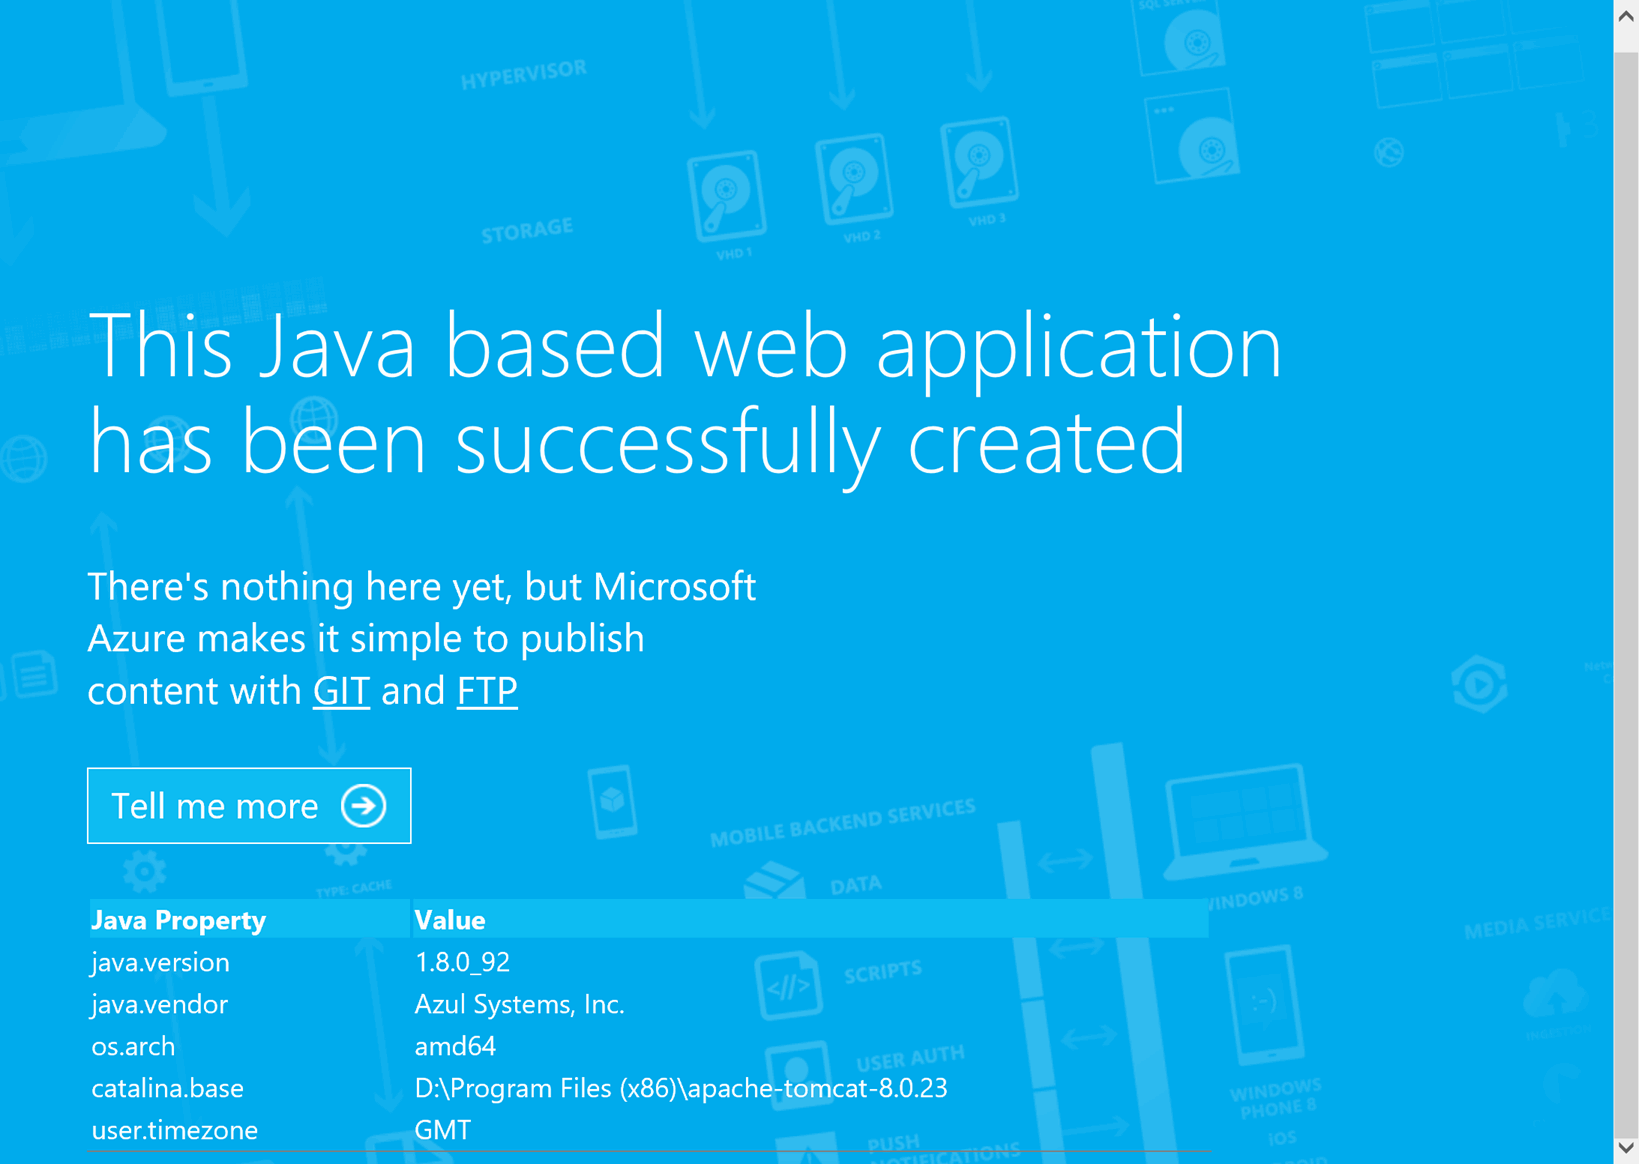 SQL SERVER
HYPERVISOR
STORAGE
VHD 1
VHD 2
VHD 3
This Java based web application
has been successfully created
There's nothing here yet, but Microsoft
Azure makes it simple to publish
content with GIT and FTP
Tell me more
MOBILE BACKEND SERVICES
TYPE: CACHE
DATA
WINDOWS 8
MEDIA SERVICE
Java Property Value
java.version 1.8.0_92
java.vendor Azul Systems, Inc.
os.arch amd64
catalina.base D:\Program Files (x86)\apache-tomcat-8.0.23
user.timezone GMT
SCRIPTS
:-)
INGESTION
USER AUTH
WINDOWS
PHONE 8
iOS
PUSH
NOTIFICATIONS